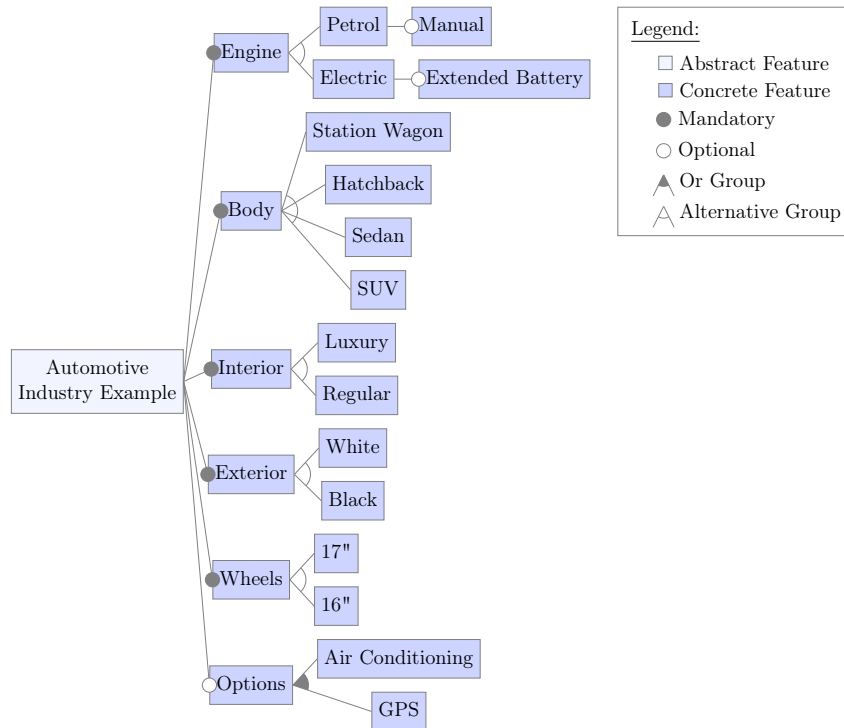 Petrol
Manual
Engine
Electric
Extended Battery
Station Wagon
Hatchback
Body
Sedan
SUV
Luxury
Automotive
Industry Example
Interior
Regular
White
Exterior
Black
17"
Wheels
16"
Air Conditioning
Options
GPS
Legend:
Abstract Feature
Concrete Feature
Mandatory
Optional
Or Group
Alternative Group